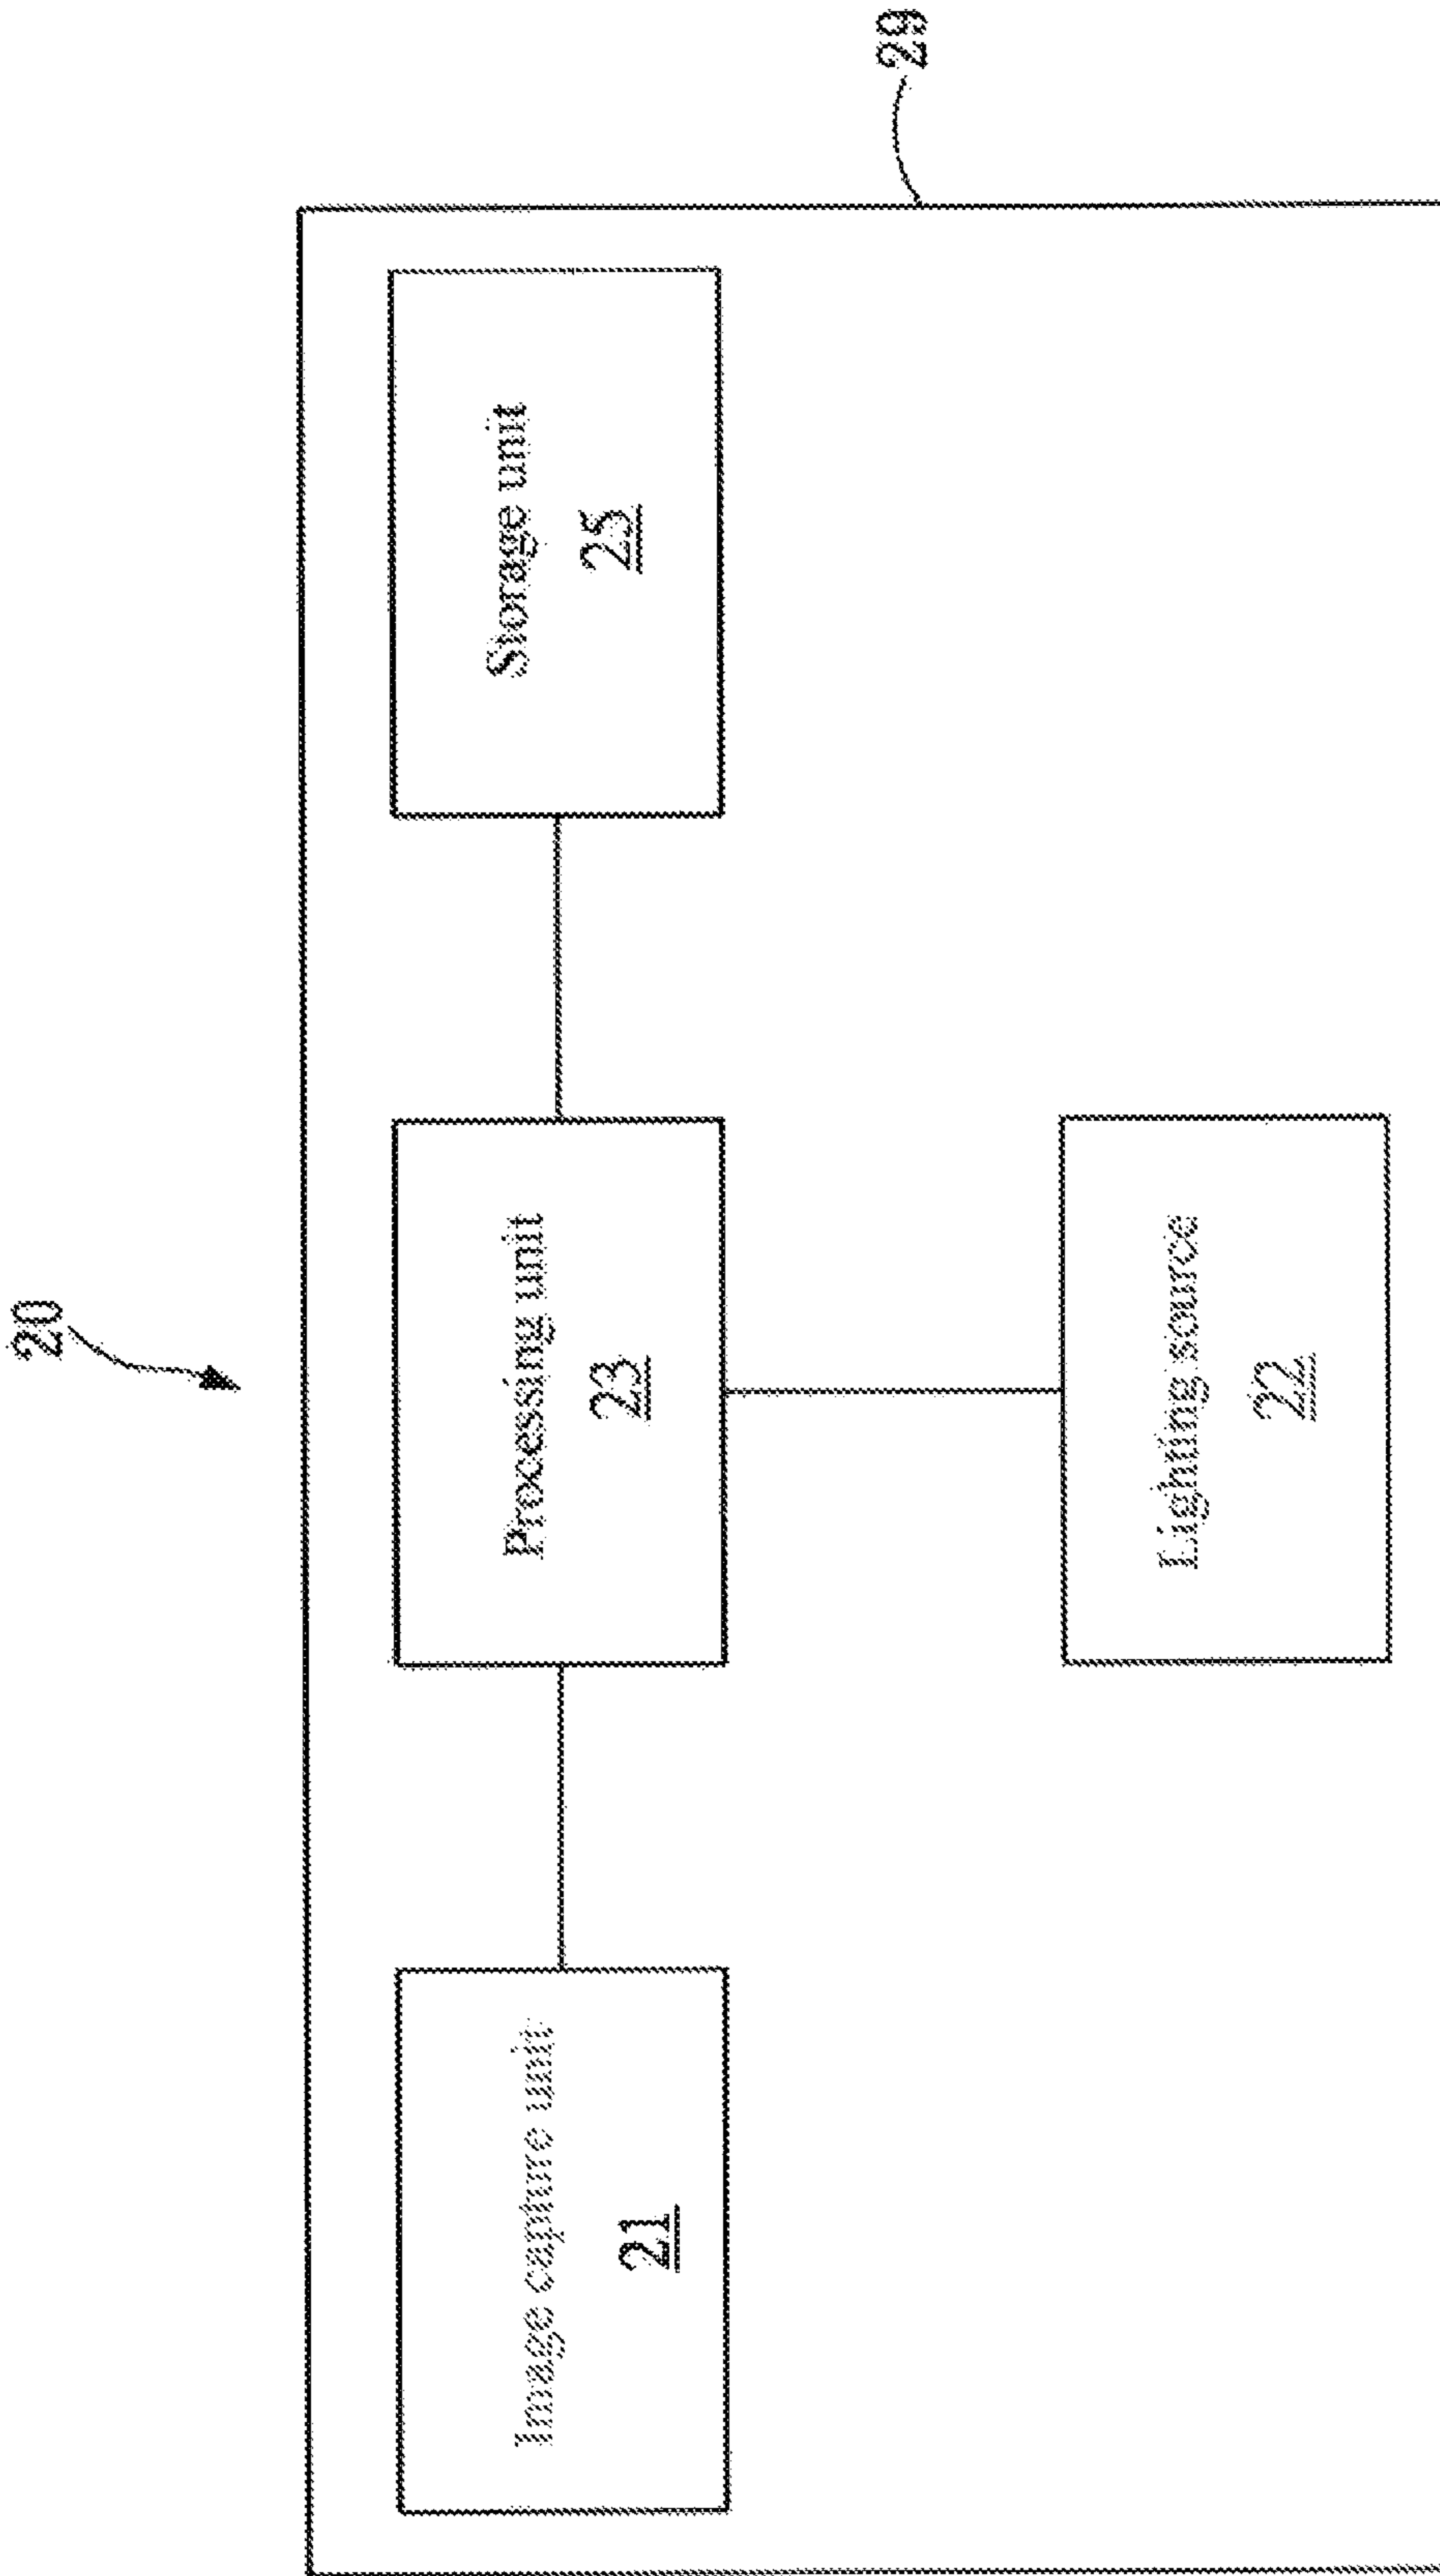 20
Image capture unit
21
Processing unit
23
Storage unit
25
Lighting source
22
29